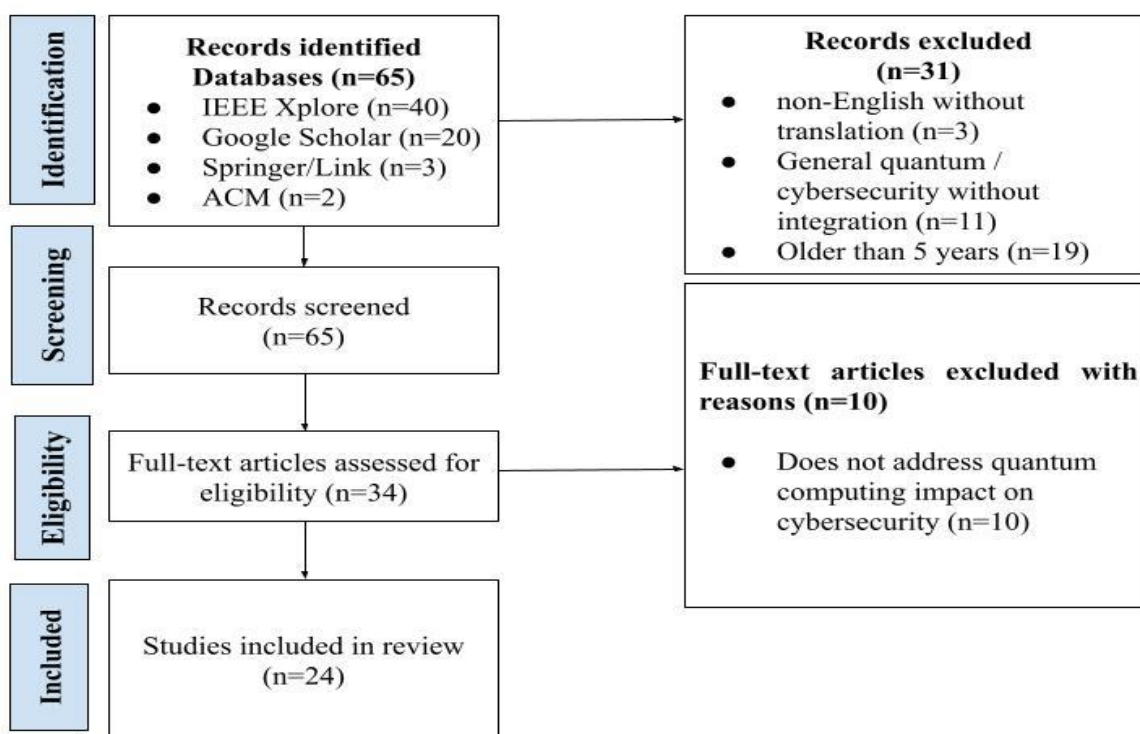 Identification
Records identified
Databases (n=65)
● IEEE Xplore (n=40)
● Google Scholar (n=20)
● Springer/Link (n=3)
● ACM (n=2)
Records excluded
(n=31)
● non-English without
translation (n=3)
● General quantum /
cybersecurity without
integration (n=11)
● Older than 5 years (n=19)
Screening
Records screened
(n=65)
Eligibility
Full-text articles assessed for
eligibility (n=34)
Full-text articles excluded with
reasons (n=10)
● Does not address quantum
computing impact on
cybersecurity (n=10)
Included
Studies included in review
(n=24)